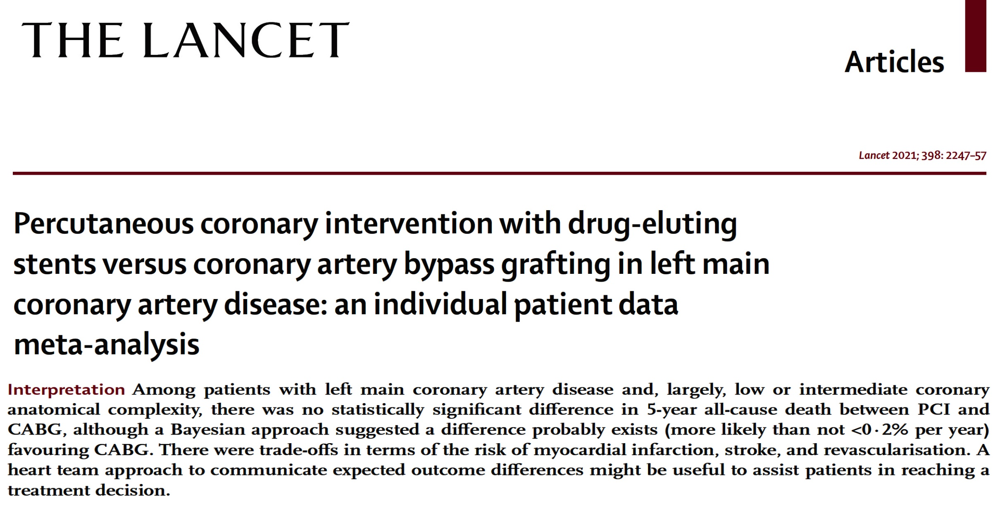 THE LANCET
Articles
Lancet 2021; 398: 2247–57
Percutaneous coronary intervention with drug-eluting
stents versus coronary artery bypass grafting in left main
coronary artery disease: an individual patient data
meta-analysis
Interpretation Among patients with left main coronary artery disease and, largely, low or intermediate coronary
anatomical complexity, there was no statistically significant difference in 5-year all-cause death between PCI and
CABG, although a Bayesian approach suggested a difference probably exists (more likely than not <0·2% per year)
favouring CABG. There were trade-offs in terms of the risk of myocardial infarction, stroke, and revascularisation. A
heart team approach to communicate expected outcome differences might be useful to assist patients in reaching a
treatment decision.